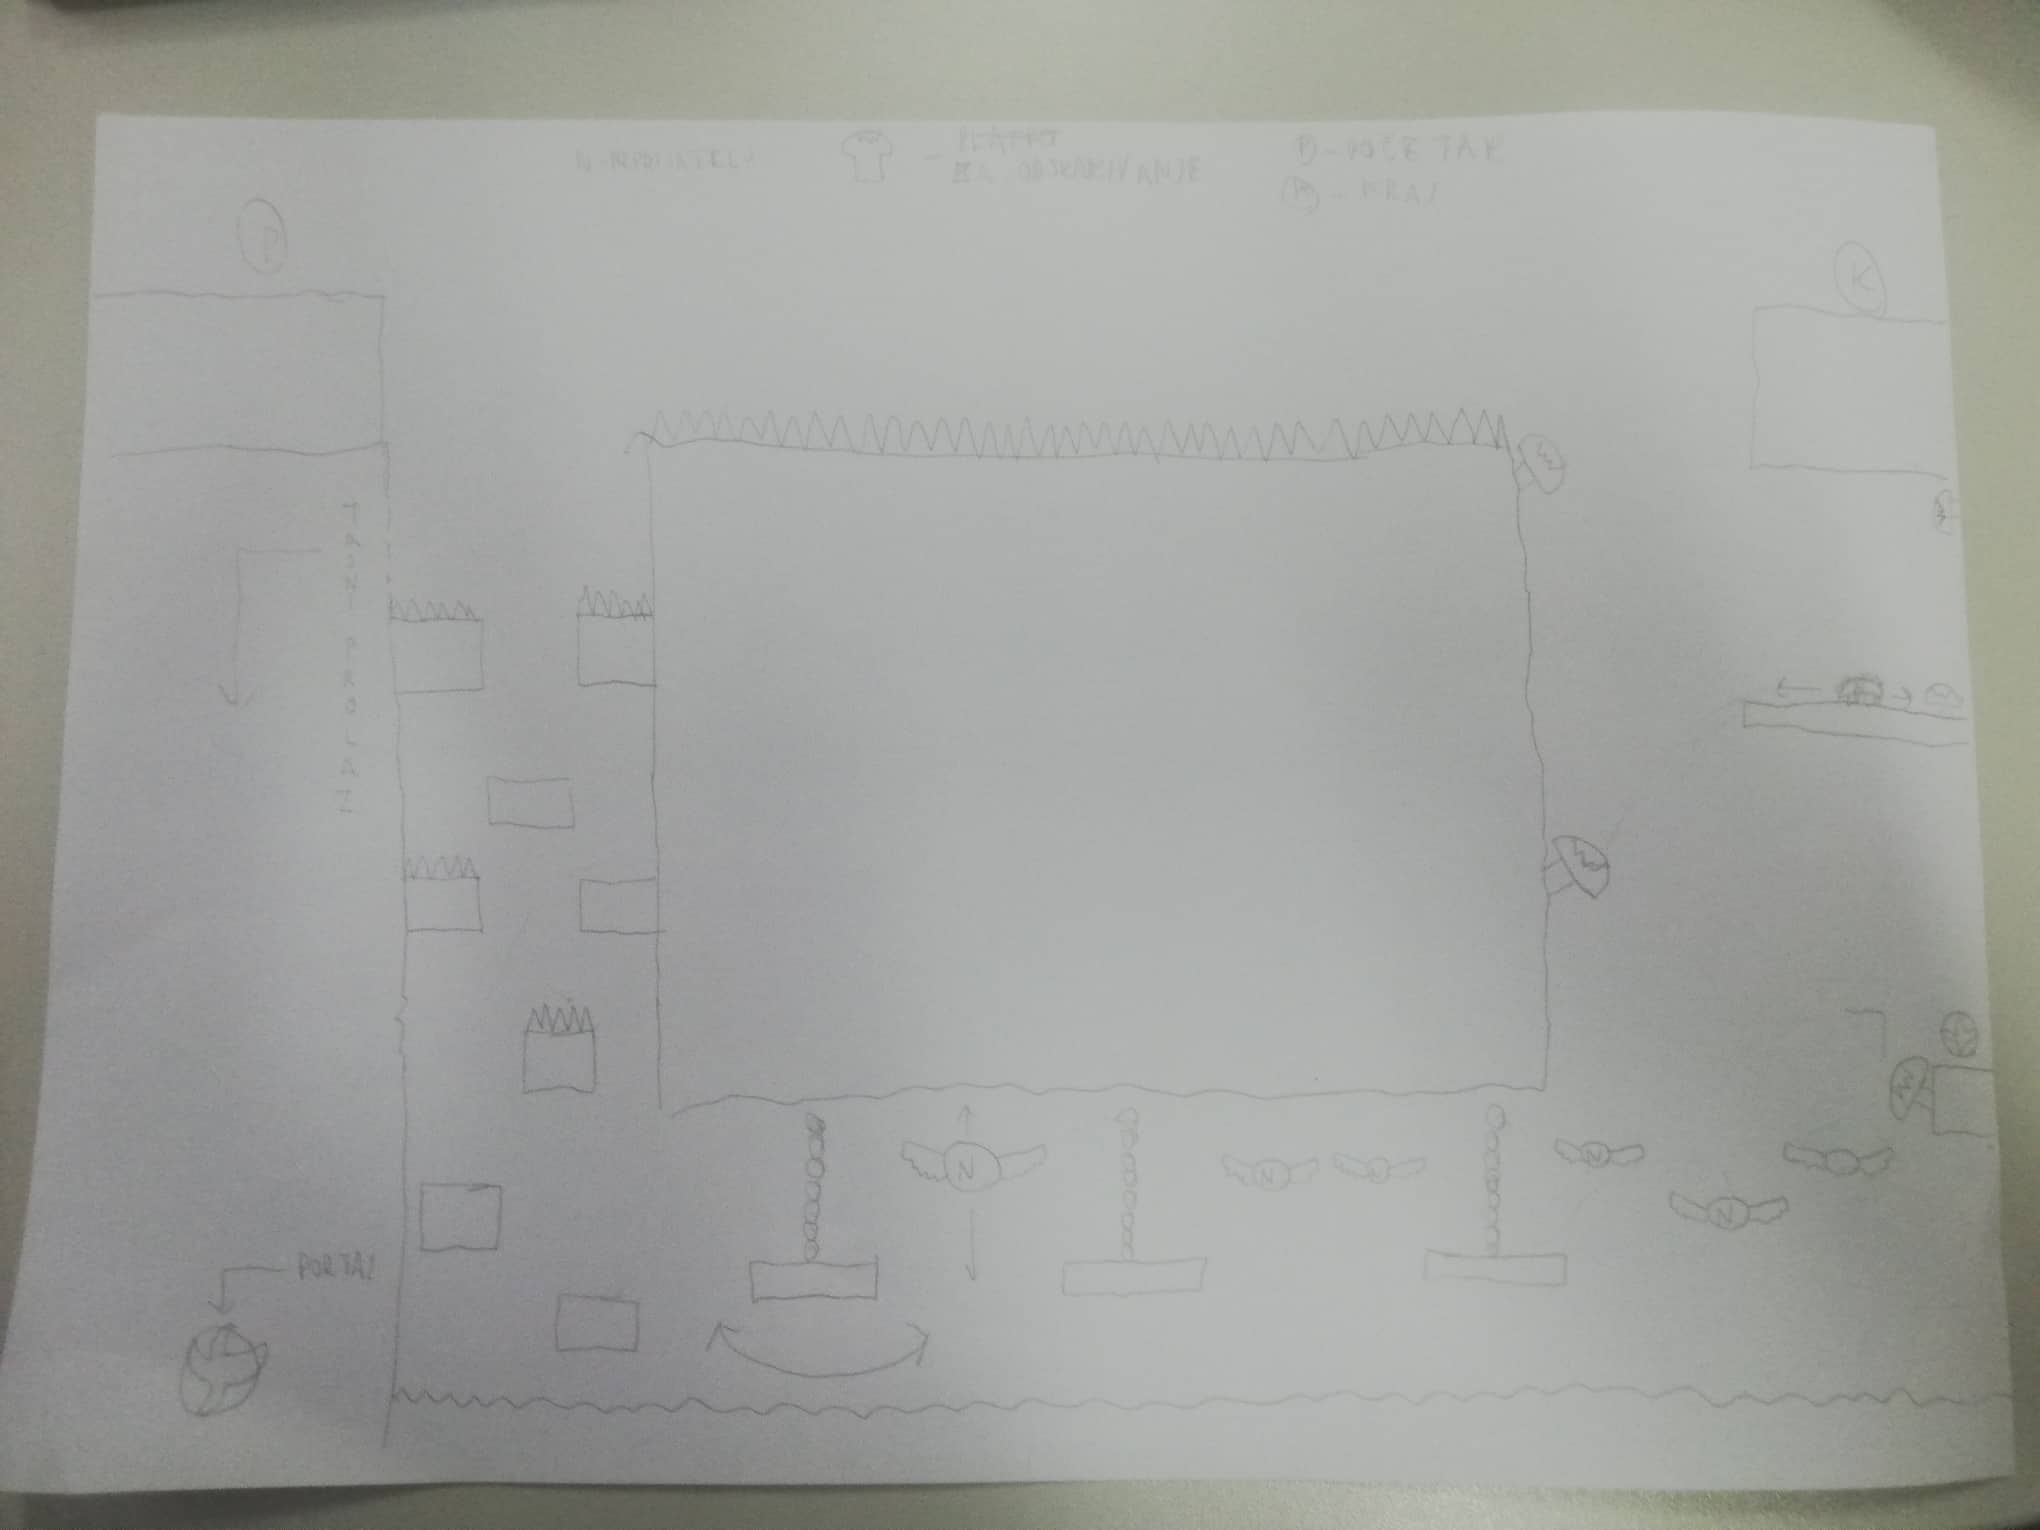 N-NEPRIJATELJ
PLATFO
ZA ODSKAKIVANJE
P - POČETAK
K - KRAJ
P
K
TAJNI PROLAZ
N
N
N
N
N
PORTAL